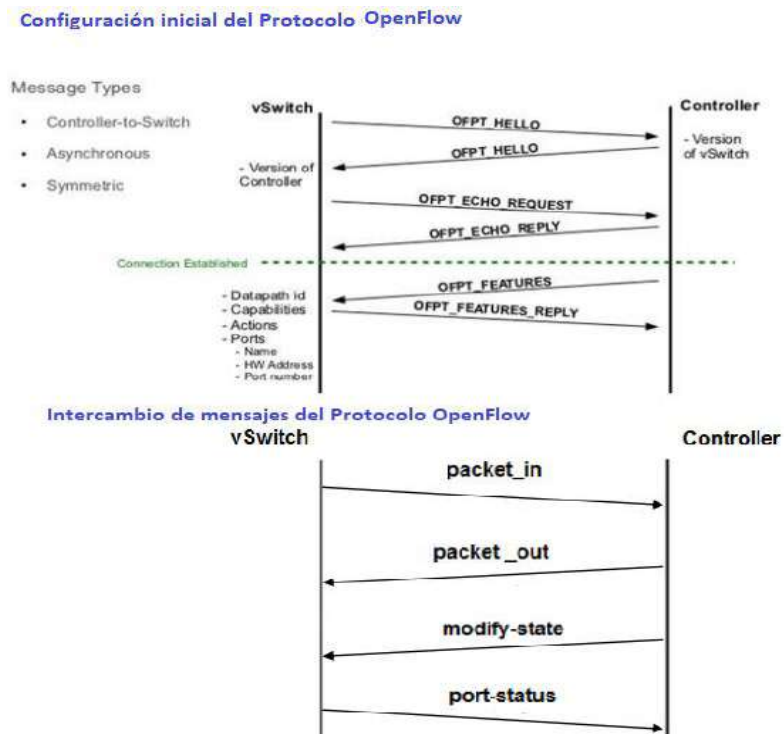 Configuración inicial del Protocolo OpenFlow
Message Types
• Controller-to-Switch
• Asynchronous
• Symmetric
vSwitch
Controller
OFPT_HELLO
- Version
of vSwitch
OFPT_HELLO
- Version of
Controller
OFPT_ECHO_REQUEST
OFPT_ECHO_REPLY
Connection Established
OFPT_FEATURES
OFPT_FEATURES_REPLY
- Datapath id
- Capabilities
- Actions
- Ports
- Name
- HW Address
- Port number
Intercambio de mensajes del Protocolo OpenFlow
vSwitch
Controller
packet_in
packet _out
modify-state
port-status